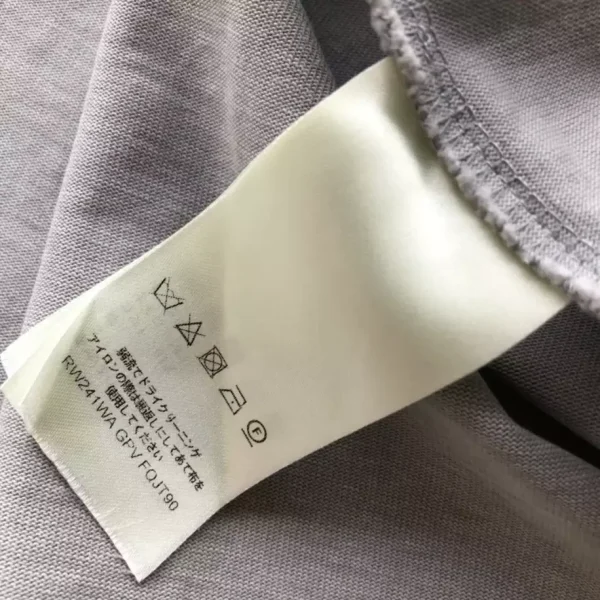 F
弱流でドライクリーニング
アイロンの際は裏返しにしてあて布を
使用してください
RW241WA GPV FQJT90